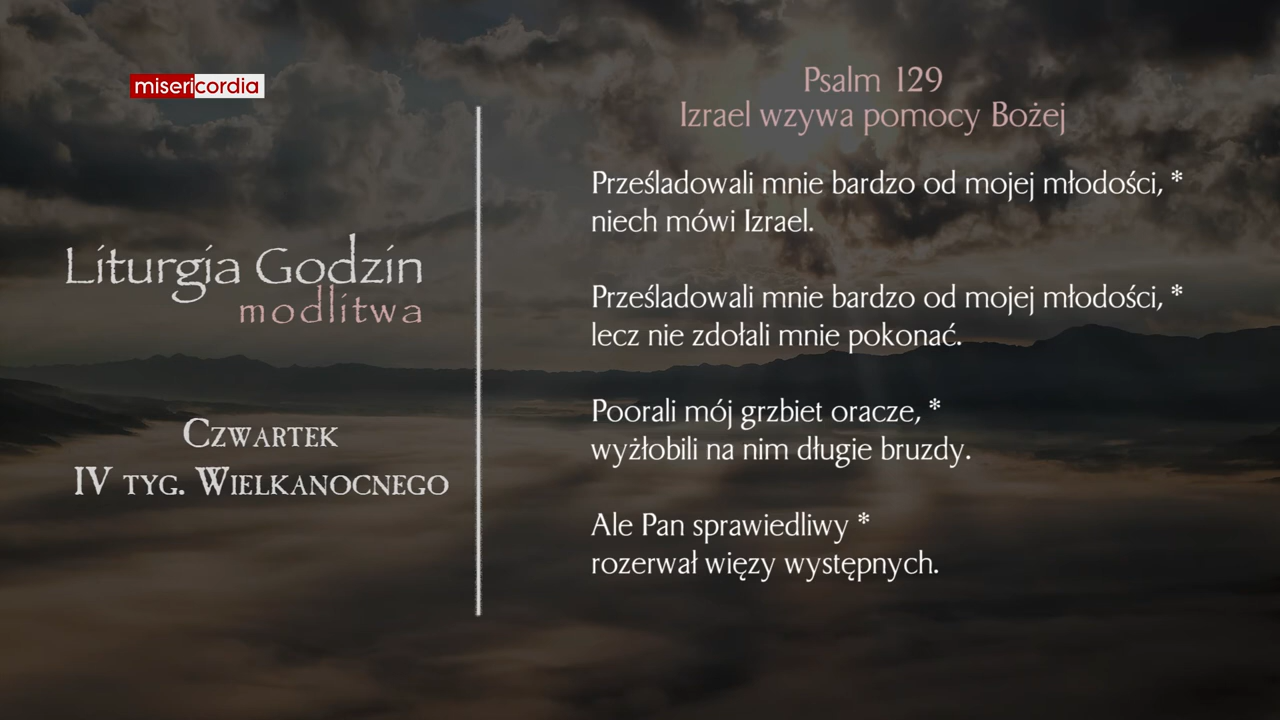 misericordia
Liturgia Godzin
modlitwa
Czwartek
IV tyg. Wielkanocnego
Psalm 129
Izrael wzywa pomocy Bożej
Prześladowali mnie bardzo od mojej młodości, *
niech mówi Izrael.
Prześladowali mnie bardzo od mojej młodości, *
lecz nie zdołali mnie pokonać.
Poorali mój grzbiet oracze, *
wyżłobili na nim długie bruzdy.
Ale Pan sprawiedliwy *
rozerwał więzy występnych.